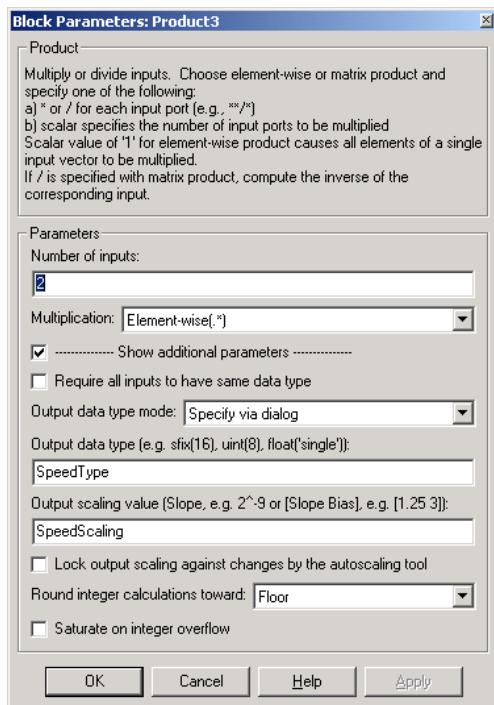 Block Parameters: Product3
Product
Multiply or divide inputs.  Choose element-wise or matrix product and
specify one of the following:
a) * or / for each input port (e.g., **/*)
b) scalar specifies the number of input ports to be multiplied
Scalar value of '1' for element-wise product causes all elements of a single
input vector to be multiplied.
If / is specified with matrix product, compute the inverse of the
corresponding input.
Parameters
Number of inputs:
2
Multiplication: Element-wise(.*)
--------------- Show additional parameters ---------------
Require all inputs to have same data type
Output data type mode: Specify via dialog
Output data type (e.g. sfix(16), uint(8), float('single')):
SpeedType
Output scaling value (Slope, e.g. 2^-9 or [Slope Bias], e.g. [1.25 3]):
SpeedScaling
Lock output scaling against changes by the autoscaling tool
Round integer calculations toward: Floor
Saturate on integer overflow
OK Cancel Help Apply